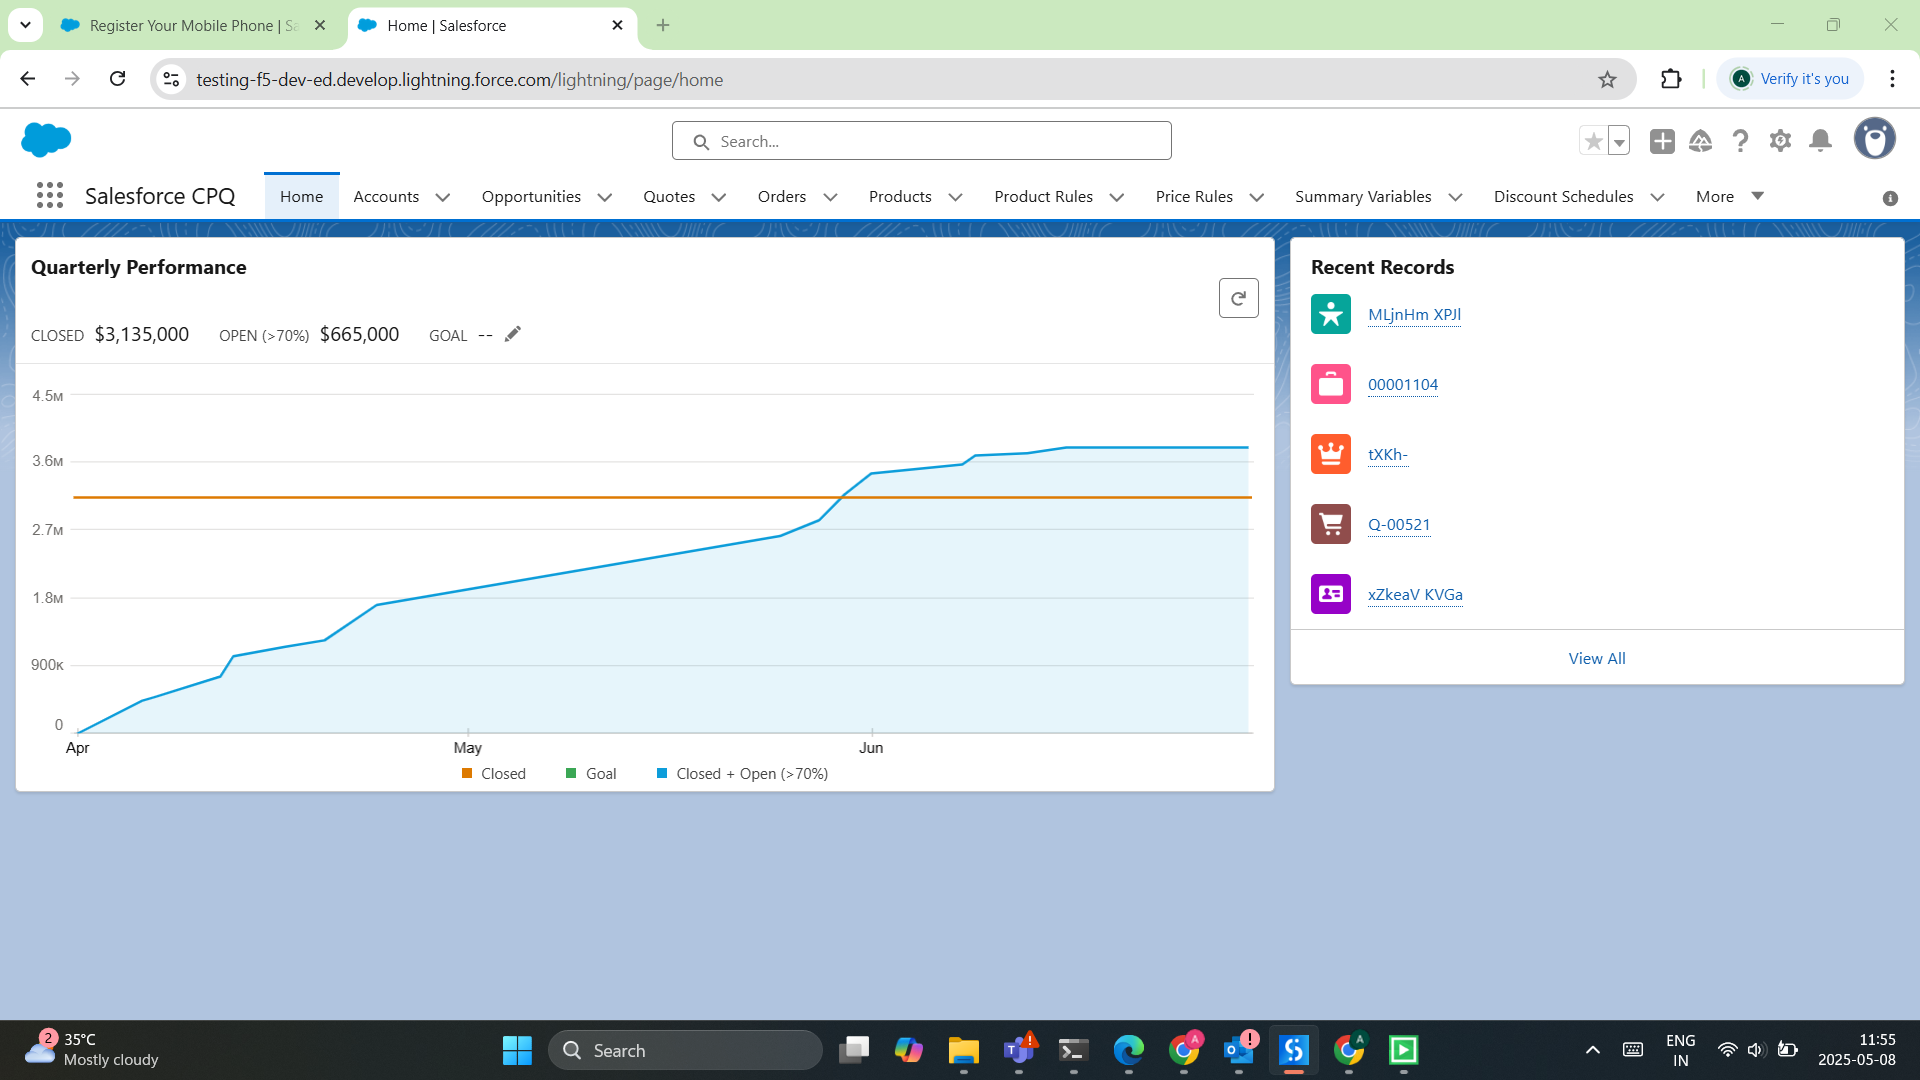 Register Your Mobile Phone | Sa
Home | Salesforce
testing-f5-dev-ed.develop.lightning.force.com/lightning/page/home
A
Verify it's you
Search...
Salesforce CPQ
Home
Accounts
Opportunities
Quotes
Orders
Products
Product Rules
Price Rules
Summary Variables
Discount Schedules
More
Quarterly Performance
CLOSED $3,135,000 OPEN (>70%) $665,000 GOAL --
4.5M
3.6M
2.7M
1.8M
900K
0
Apr May Jun
Closed Goal Closed + Open (>70%)
Recent Records
MLjnHm XPJl
00001104
tXKh-
Q-00521
xZkeaV KVGa
View All
2
35°C
Mostly cloudy
Search
A
A
ENG
IN
11:55
2025-05-08